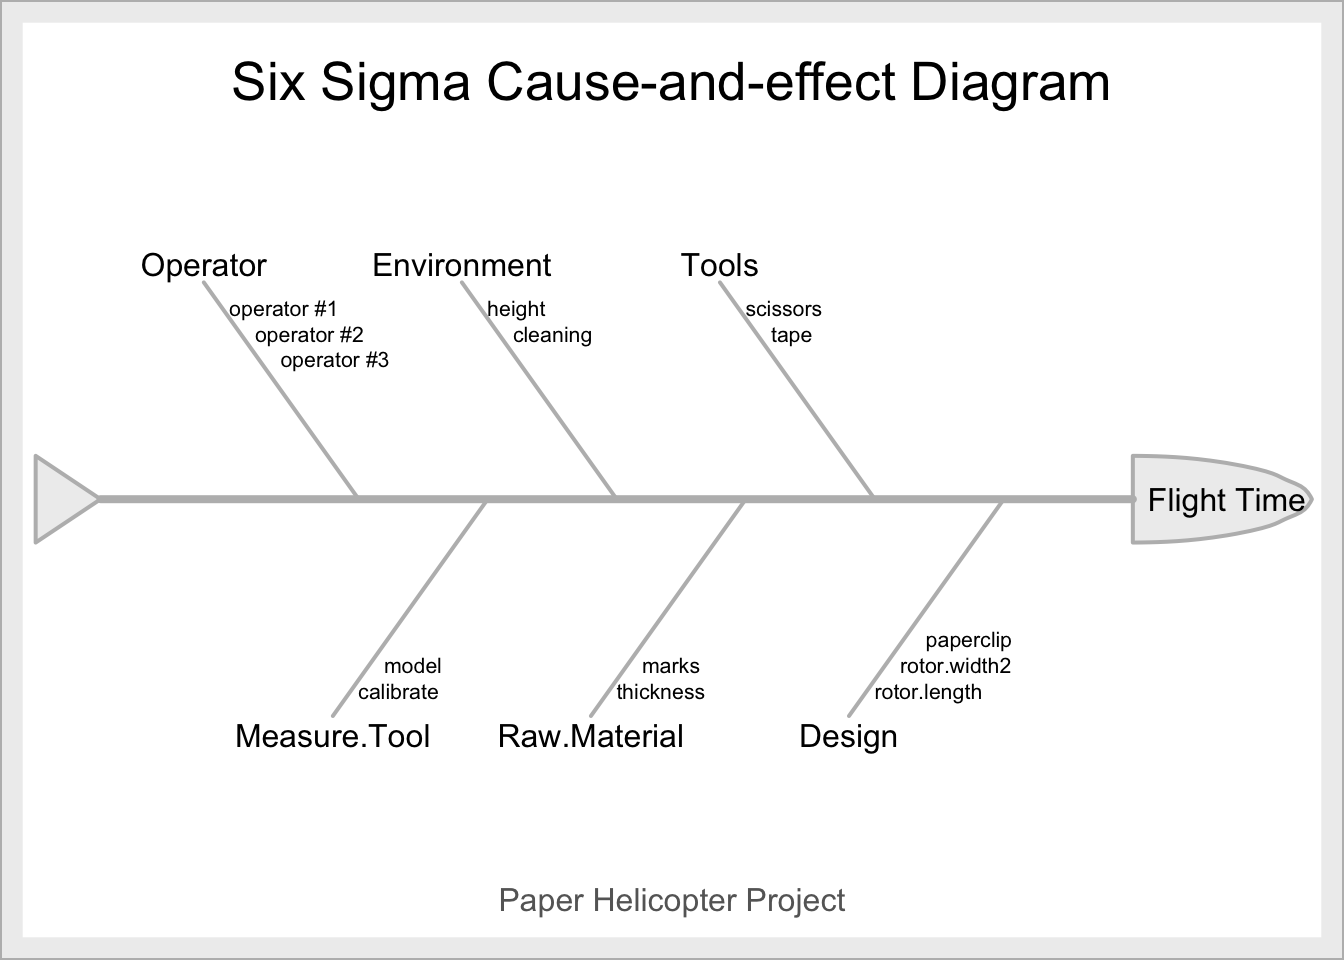 Six Sigma Cause-and-effect Diagram
Operator
operator #1
operator #2
operator #3
Environment
height
cleaning
Tools
scissors
tape
Flight Time
model
calibrate
Measure.Tool
marks
thickness
Raw.Material
paperclip
rotor.width2
rotor.length
Design
Paper Helicopter Project